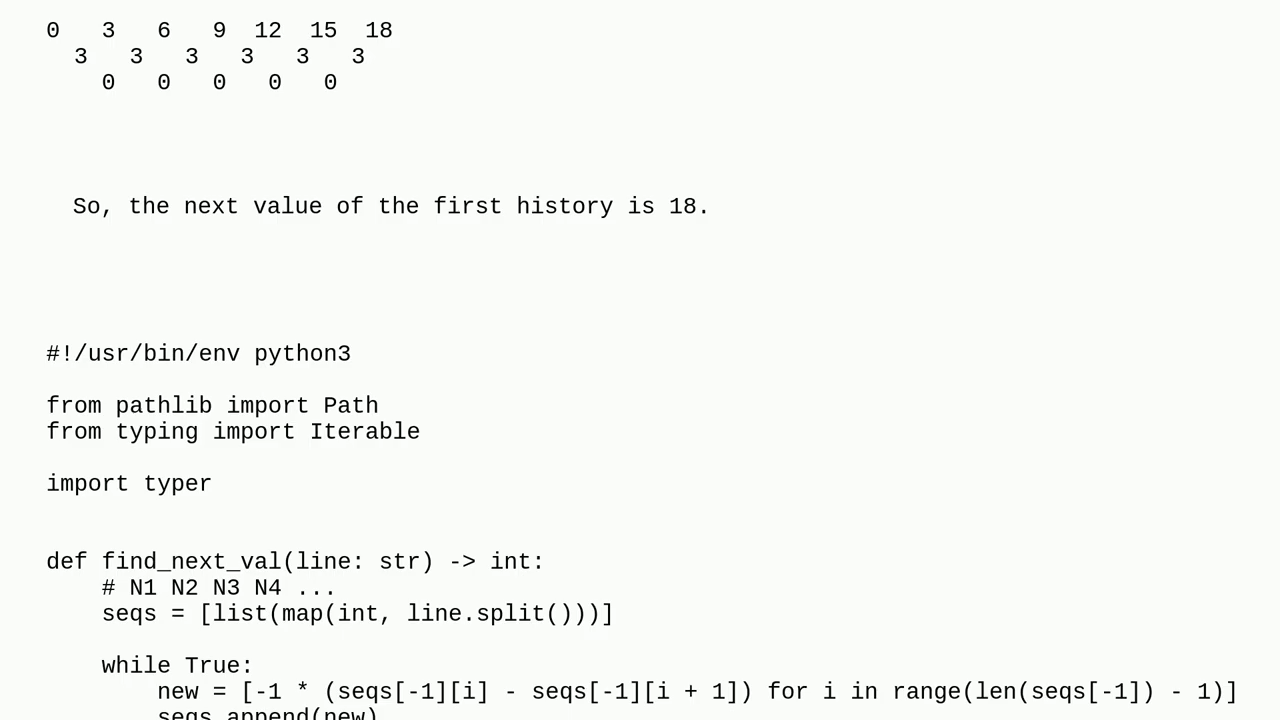 0   3   6   9  12  15  18
  3   3   3   3   3   3
    0   0   0   0   0
So, the next value of the first history is 18.
#!/usr/bin/env python3
from pathlib import Path
from typing import Iterable
import typer
def find_next_val(line: str) -> int:
    # N1 N2 N3 N4 ...
    seqs = [list(map(int, line.split()))]
    while True:
        new = [-1 * (seqs[-1][i] - seqs[-1][i + 1]) for i in range(len(seqs[-1]) - 1)]
        seqs.append(new)